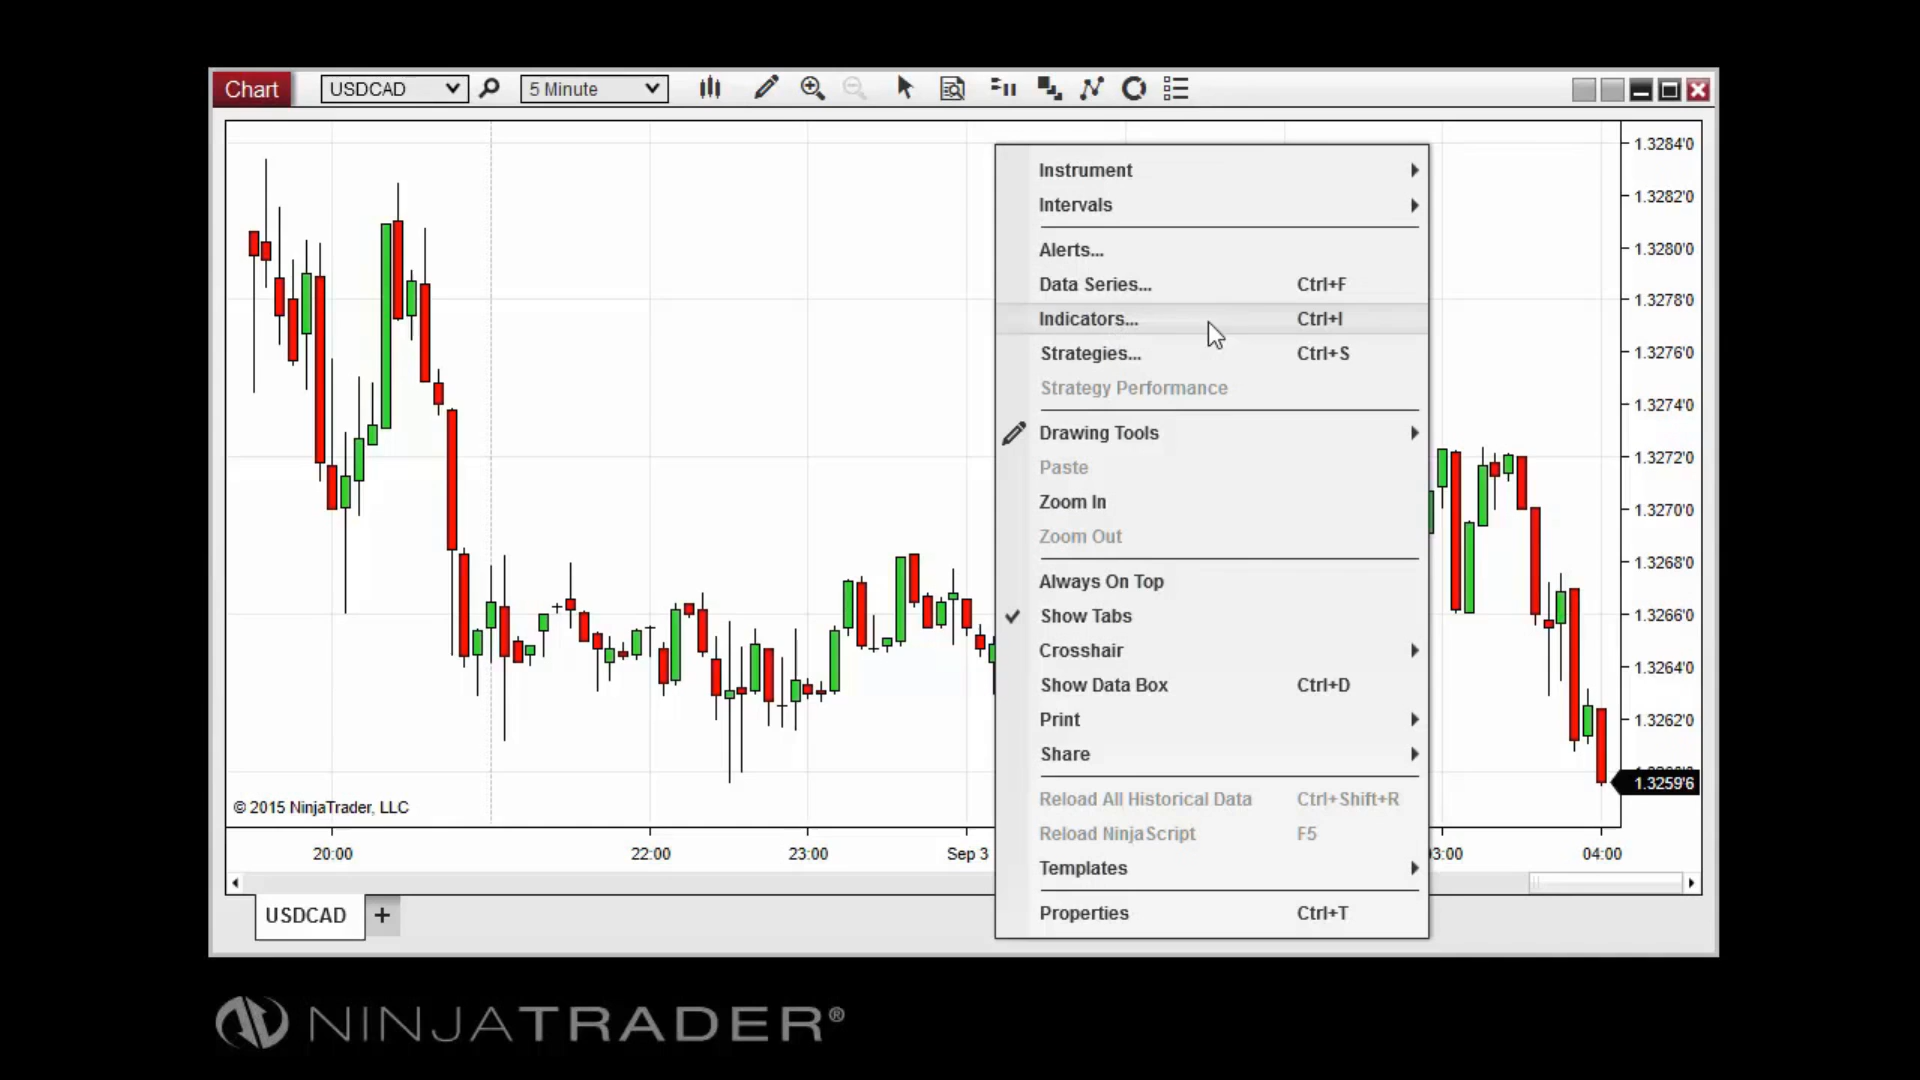 Chart
USDCAD
5 Minute
1.3284'0
1.3282'0
1.3280'0
1.3278'0
1.3276'0
1.3274'0
1.3272'0
1.3270'0
1.3268'0
1.3266'0
1.3264'0
1.3262'0
1.3259'6
Instrument
Intervals
Alerts...
Data Series... Ctrl+F
Indicators... Ctrl+I
Strategies... Ctrl+S
Strategy Performance
Drawing Tools
Paste
Zoom In
Zoom Out
Always On Top
Show Tabs
Crosshair
Show Data Box Ctrl+D
Print
Share
Reload All Historical Data Ctrl+Shift+R
Reload NinjaScript F5
Templates
Properties Ctrl+T
© 2015 NinjaTrader, LLC
20:00 22:00 23:00 Sep 3 04:00
USDCAD +
NINJATRADER®